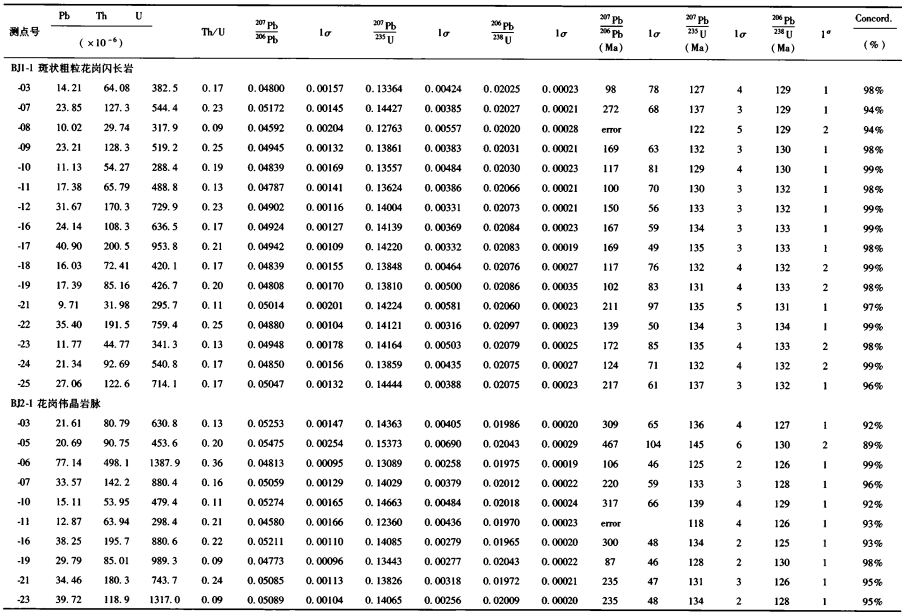 测点号 Pb Th U Th/U 207Pb/206Pb 1σ 207Pb/235U 1σ 206Pb/238U 1σ 207Pb/206Pb (Ma) 1σ 207Pb/235U (Ma) 1σ 206Pb/238U (Ma) 1σ Concord. (%)
(×10-6)
BJ1-1 斑状粗粒花岗闪长岩
-03 14.21 64.08 382.5 0.17 0.04800 0.00157 0.13364 0.00424 0.02025 0.00023 98 78 127 4 129 1 98%
-07 23.85 127.3 544.4 0.23 0.05172 0.00145 0.14427 0.00385 0.02027 0.00021 272 68 137 3 129 1 94%
-08 10.02 29.74 317.9 0.09 0.04592 0.00204 0.12763 0.00557 0.02020 0.00028 error 122 5 129 2 94%
-09 23.21 128.3 519.2 0.25 0.04945 0.00132 0.13861 0.00383 0.02031 0.00021 169 63 132 3 130 1 98%
-10 11.13 54.27 288.4 0.19 0.04839 0.00169 0.13557 0.00484 0.02030 0.00023 117 81 129 4 130 1 99%
-11 17.38 65.79 488.8 0.13 0.04787 0.00141 0.13624 0.00386 0.02066 0.00021 100 70 130 3 132 1 98%
-12 31.67 170.3 729.9 0.23 0.04902 0.00116 0.14004 0.00331 0.02073 0.00021 150 56 133 3 132 1 99%
-16 24.14 108.3 636.5 0.17 0.04924 0.00127 0.14139 0.00369 0.02084 0.00023 167 59 134 3 133 1 99%
-17 40.90 200.5 953.8 0.21 0.04942 0.00109 0.14220 0.00332 0.02083 0.00019 169 49 135 3 133 1 98%
-18 16.03 72.41 420.1 0.17 0.04839 0.00155 0.13848 0.00464 0.02076 0.00027 117 76 132 4 132 2 99%
-19 17.39 85.16 426.7 0.20 0.04808 0.00170 0.13810 0.00500 0.02086 0.00035 102 83 131 4 133 2 98%
-21 9.71 31.98 295.7 0.11 0.05014 0.00201 0.14224 0.00581 0.02060 0.00023 211 97 135 5 131 1 97%
-22 35.40 191.5 759.4 0.25 0.04880 0.00104 0.14121 0.00316 0.02097 0.00023 139 50 134 3 134 1 99%
-23 11.77 44.77 341.3 0.13 0.04948 0.00178 0.14164 0.00503 0.02079 0.00025 172 85 135 4 133 2 98%
-24 21.34 92.69 540.8 0.17 0.04850 0.00156 0.13859 0.00435 0.02075 0.00027 124 71 132 4 132 2 99%
-25 27.06 122.6 714.1 0.17 0.05047 0.00132 0.14444 0.00388 0.02075 0.00023 217 61 137 3 132 1 96%
BJ2-1 花岗伟晶岩脉
-03 21.61 80.79 630.8 0.13 0.05253 0.00147 0.14363 0.00405 0.01986 0.00020 309 65 136 4 127 1 92%
-05 20.69 90.75 453.6 0.20 0.05475 0.00254 0.15373 0.00690 0.02043 0.00029 467 104 145 6 130 2 89%
-06 77.14 498.1 1387.9 0.36 0.04813 0.00095 0.13089 0.00258 0.01975 0.00019 106 46 125 2 126 1 99%
-07 33.57 142.2 880.4 0.16 0.05059 0.00129 0.14029 0.00379 0.02012 0.00022 220 59 133 3 128 1 96%
-10 15.11 53.95 479.4 0.11 0.05274 0.00165 0.14663 0.00484 0.02018 0.00024 317 66 139 4 129 1 92%
-11 12.87 63.94 298.4 0.21 0.04580 0.00166 0.12360 0.00436 0.01970 0.00023 error 118 4 126 1 93%
-16 38.25 195.7 880.6 0.22 0.05211 0.00110 0.14085 0.00279 0.01965 0.00020 300 48 134 2 125 1 93%
-19 29.79 85.01 989.3 0.09 0.04773 0.00096 0.13443 0.00277 0.02043 0.00022 87 46 128 2 130 1 98%
-21 34.46 180.3 743.7 0.24 0.05085 0.00113 0.13826 0.00318 0.01972 0.00021 235 47 131 3 126 1 95%
-23 39.72 118.9 1317.0 0.09 0.05089 0.00104 0.14065 0.00256 0.02009 0.00020 235 48 134 2 128 1 95%